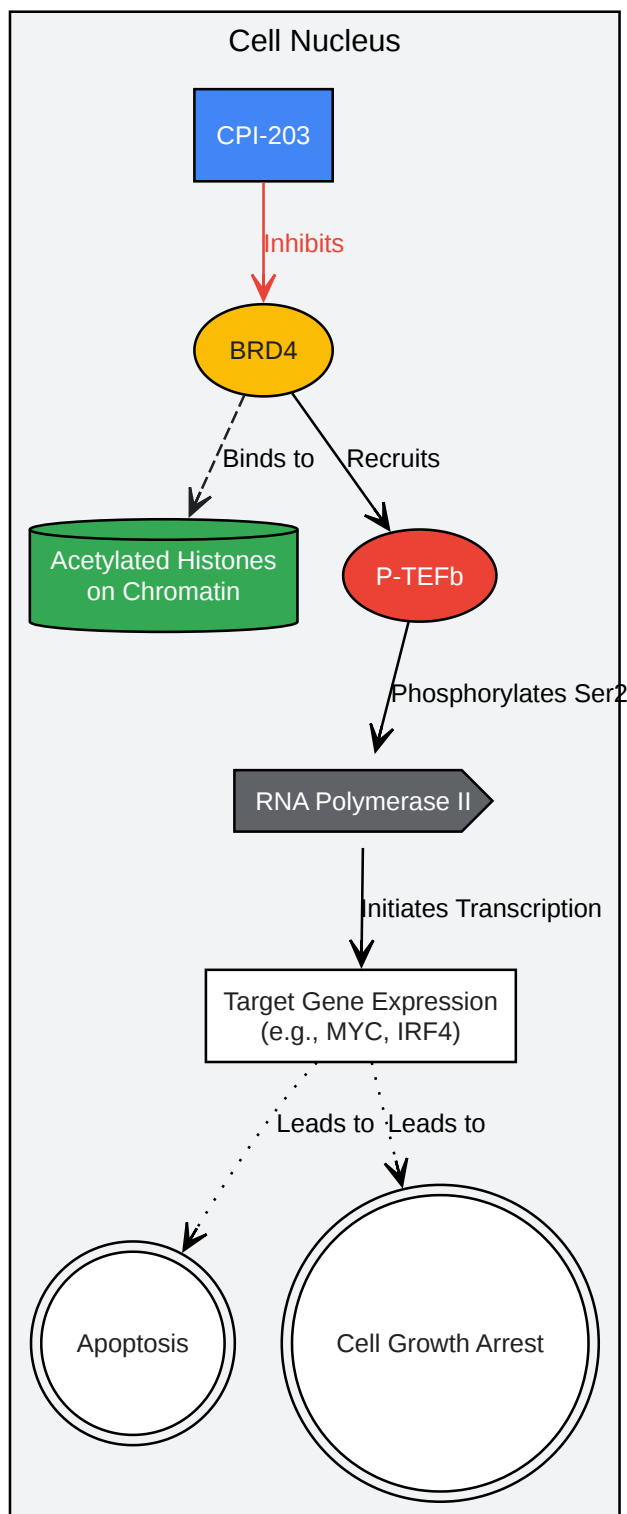 Cell Nucleus
CPI-203
Inhibits
BRD4
Binds to
Recruits
Acetylated Histones
on Chromatin
P-TEFb
Phosphorylates Ser2
RNA Polymerase II
Initiates Transcription
Target Gene Expression
(e.g., MYC, IRF4)
Leads to
Leads to
Apoptosis
Cell Growth Arrest